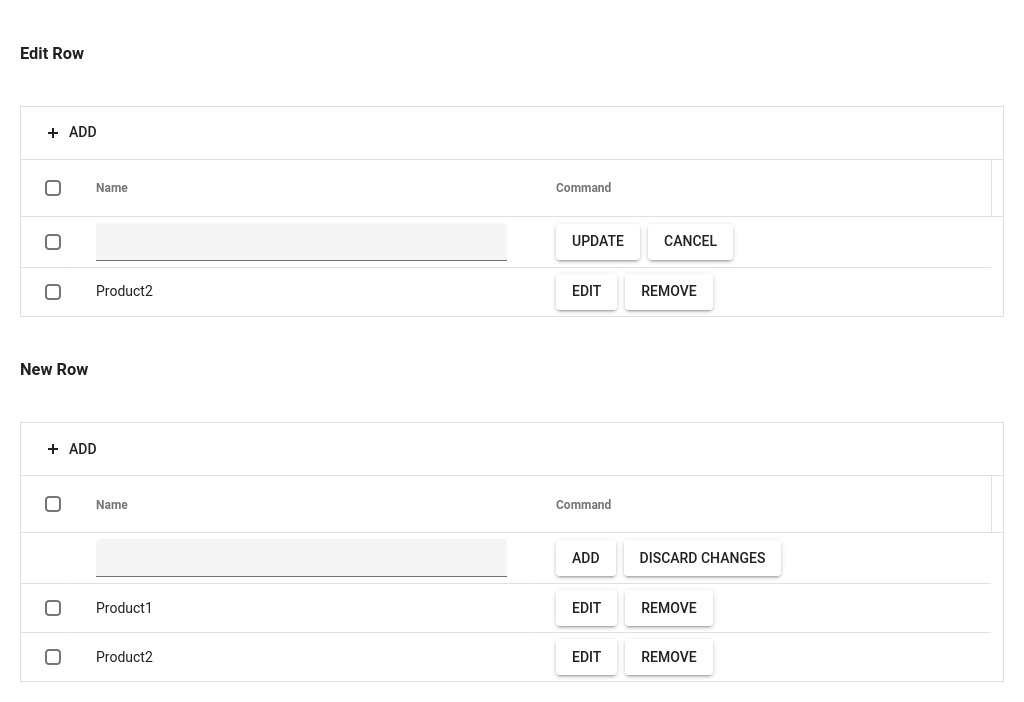 Edit Row
ADD
Name Command
UPDATE CANCEL
Product2 EDIT REMOVE
New Row
ADD
Name Command
ADD DISCARD CHANGES
Product1 EDIT REMOVE
Product2 EDIT REMOVE